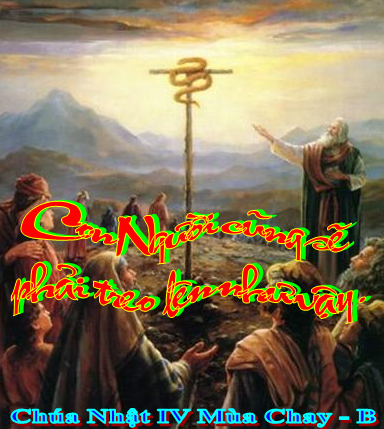 Con Người cũng sẽ
phải treo lên như vậy.
Chúa Nhật IV Mùa Chay - B